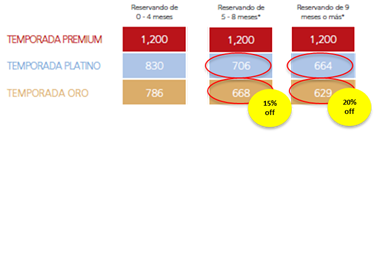 Reservando de
0 - 4 meses
Reservando de
5 - 8 meses*
Reservando de 9
meses o más*
TEMPORADA PREMIUM 1,200 1,200 1,200
TEMPORADA PLATINO 830 706 664
TEMPORADA ORO 786 668 629
15%
off
20%
off